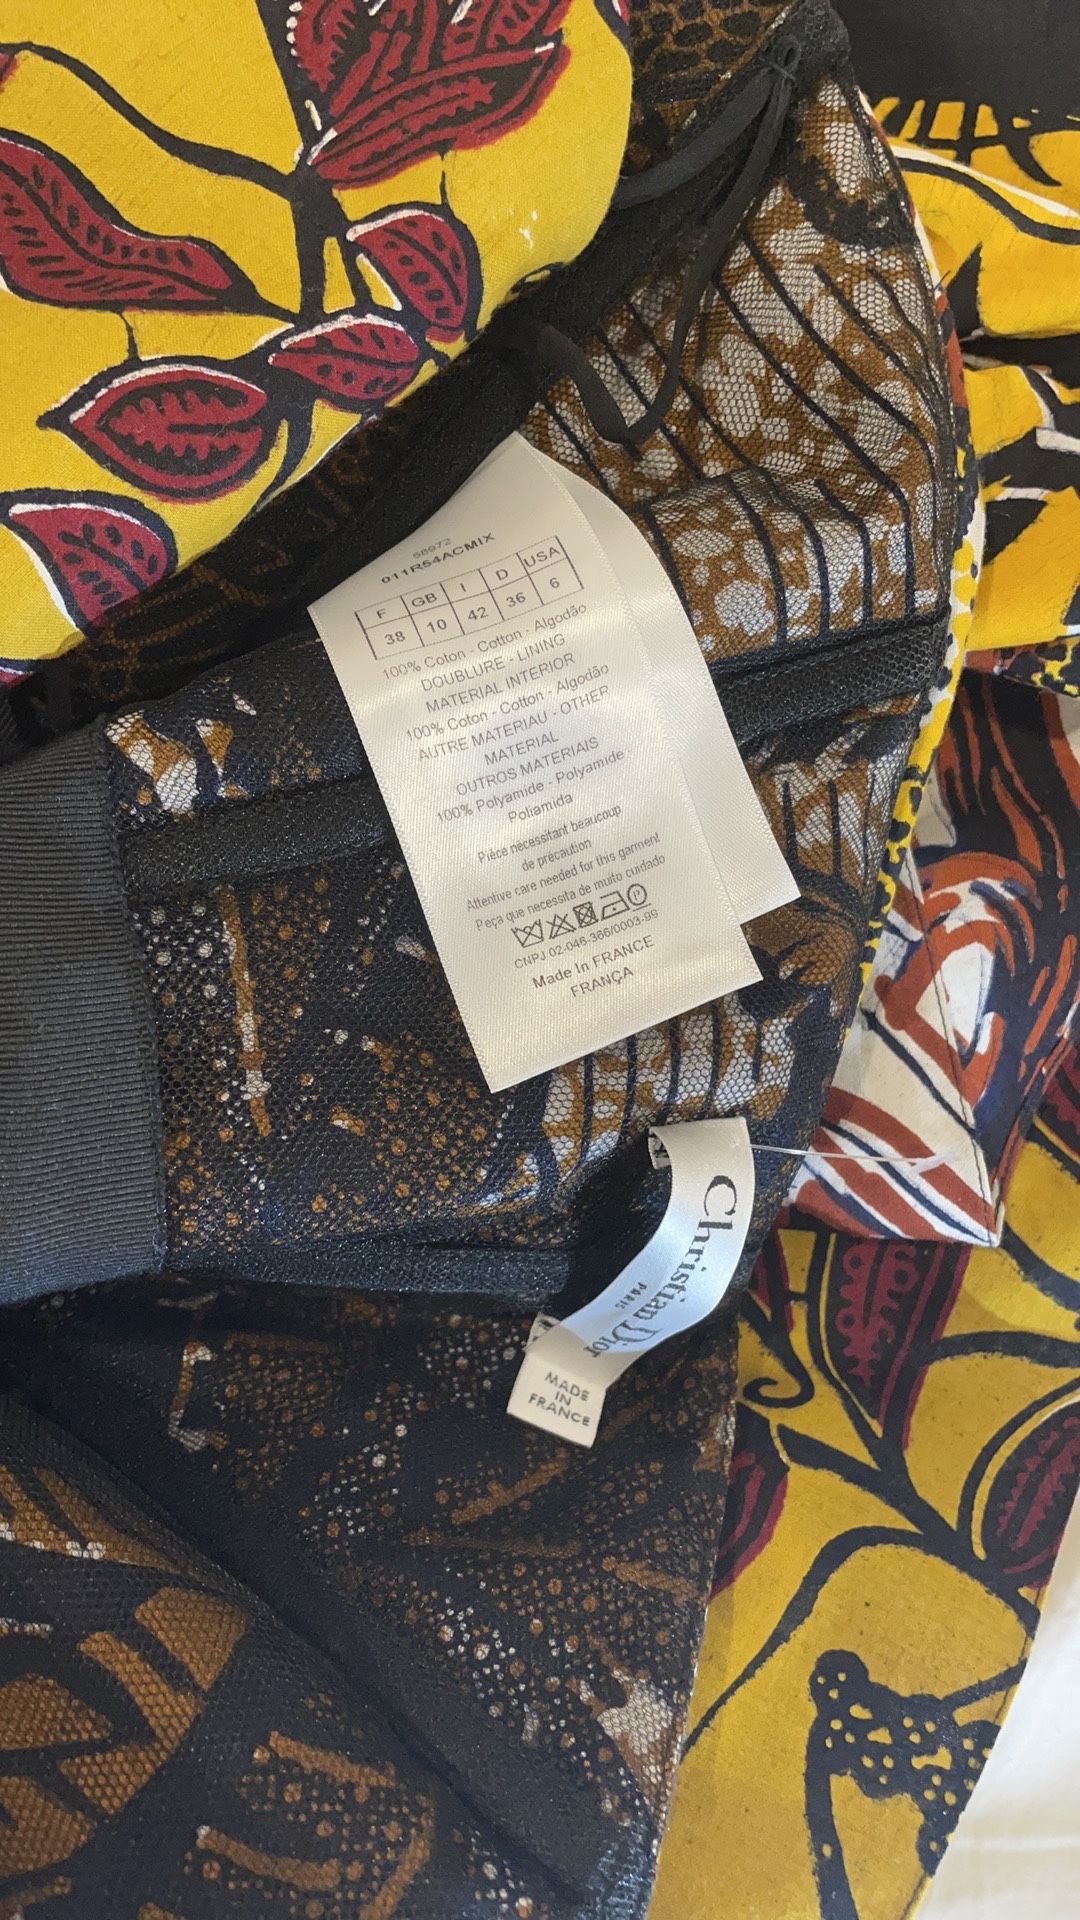 58972
011R54ACMIX
F GB I D USA
38 10 42 36 6
100% Coton - Cotton - Algodão
DOUBLURE - LINING
MATERIAL INTERIOR
100% Coton - Cotton - Algodão
AUTRE MATERIAU - OTHER
MATERIAL
OUTROS MATERIAIS
100% Polyamide - Polyamide -
Poliamida
Pièce nécessitant beaucoup
de précaution
Attentive care needed for this garment
Peça que necessita de muito cuidado
P
CNPJ 02-046-366/0003-99
Made In FRANCE
FRANÇA
Christian Dior
PARIS
MADE
IN
FRANCE